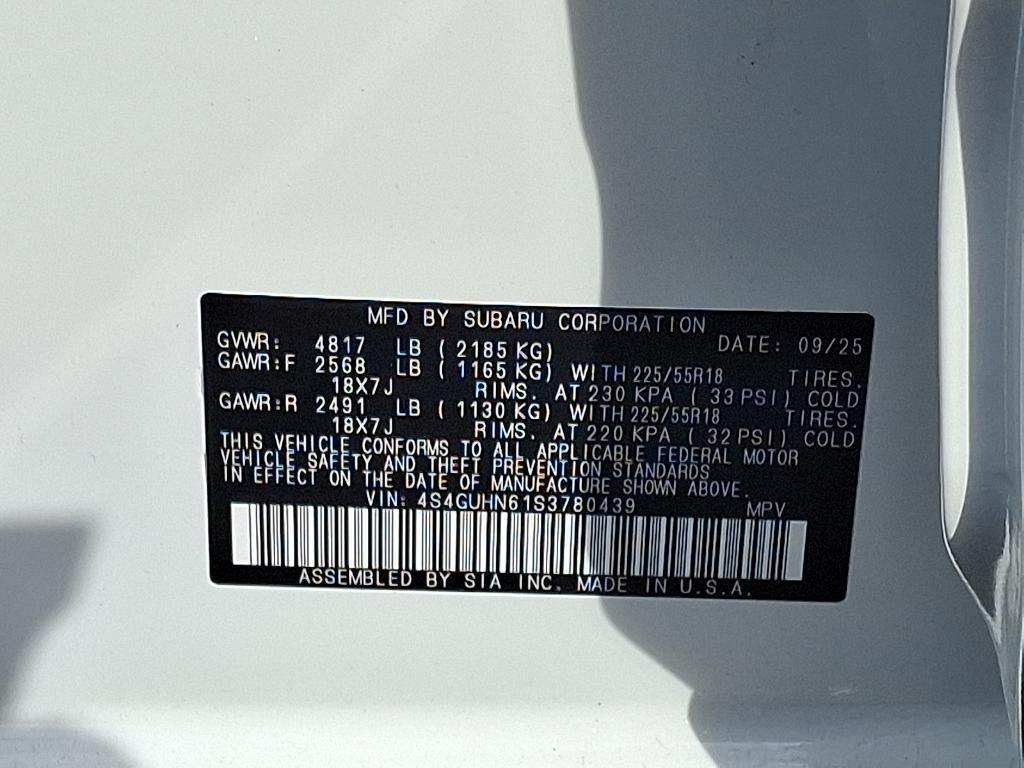 MFD BY SUBARU CORPORATION
GVWR: 4817 LB ( 2185 KG) DATE: 09/25
GAWR:F 2568 LB ( 1165 KG) WITH 225/55R18 TIRES.
18X7J RIMS. AT 230 KPA ( 33 PSI) COLD
GAWR:R 2491 LB ( 1130 KG) WITH 225/55R18 TIRES.
18X7J RIMS. AT 220 KPA ( 32 PSI) COLD
THIS VEHICLE CONFORMS TO ALL APPLICABLE FEDERAL MOTOR
VEHICLE SAFETY AND THEFT PREVENTION STANDARDS
IN EFFECT ON THE DATE OF MANUFACTURE SHOWN ABOVE.
VIN: 4S4GUHN61S3780439 MPV
ASSEMBLED BY SIA INC. MADE IN U.S.A.